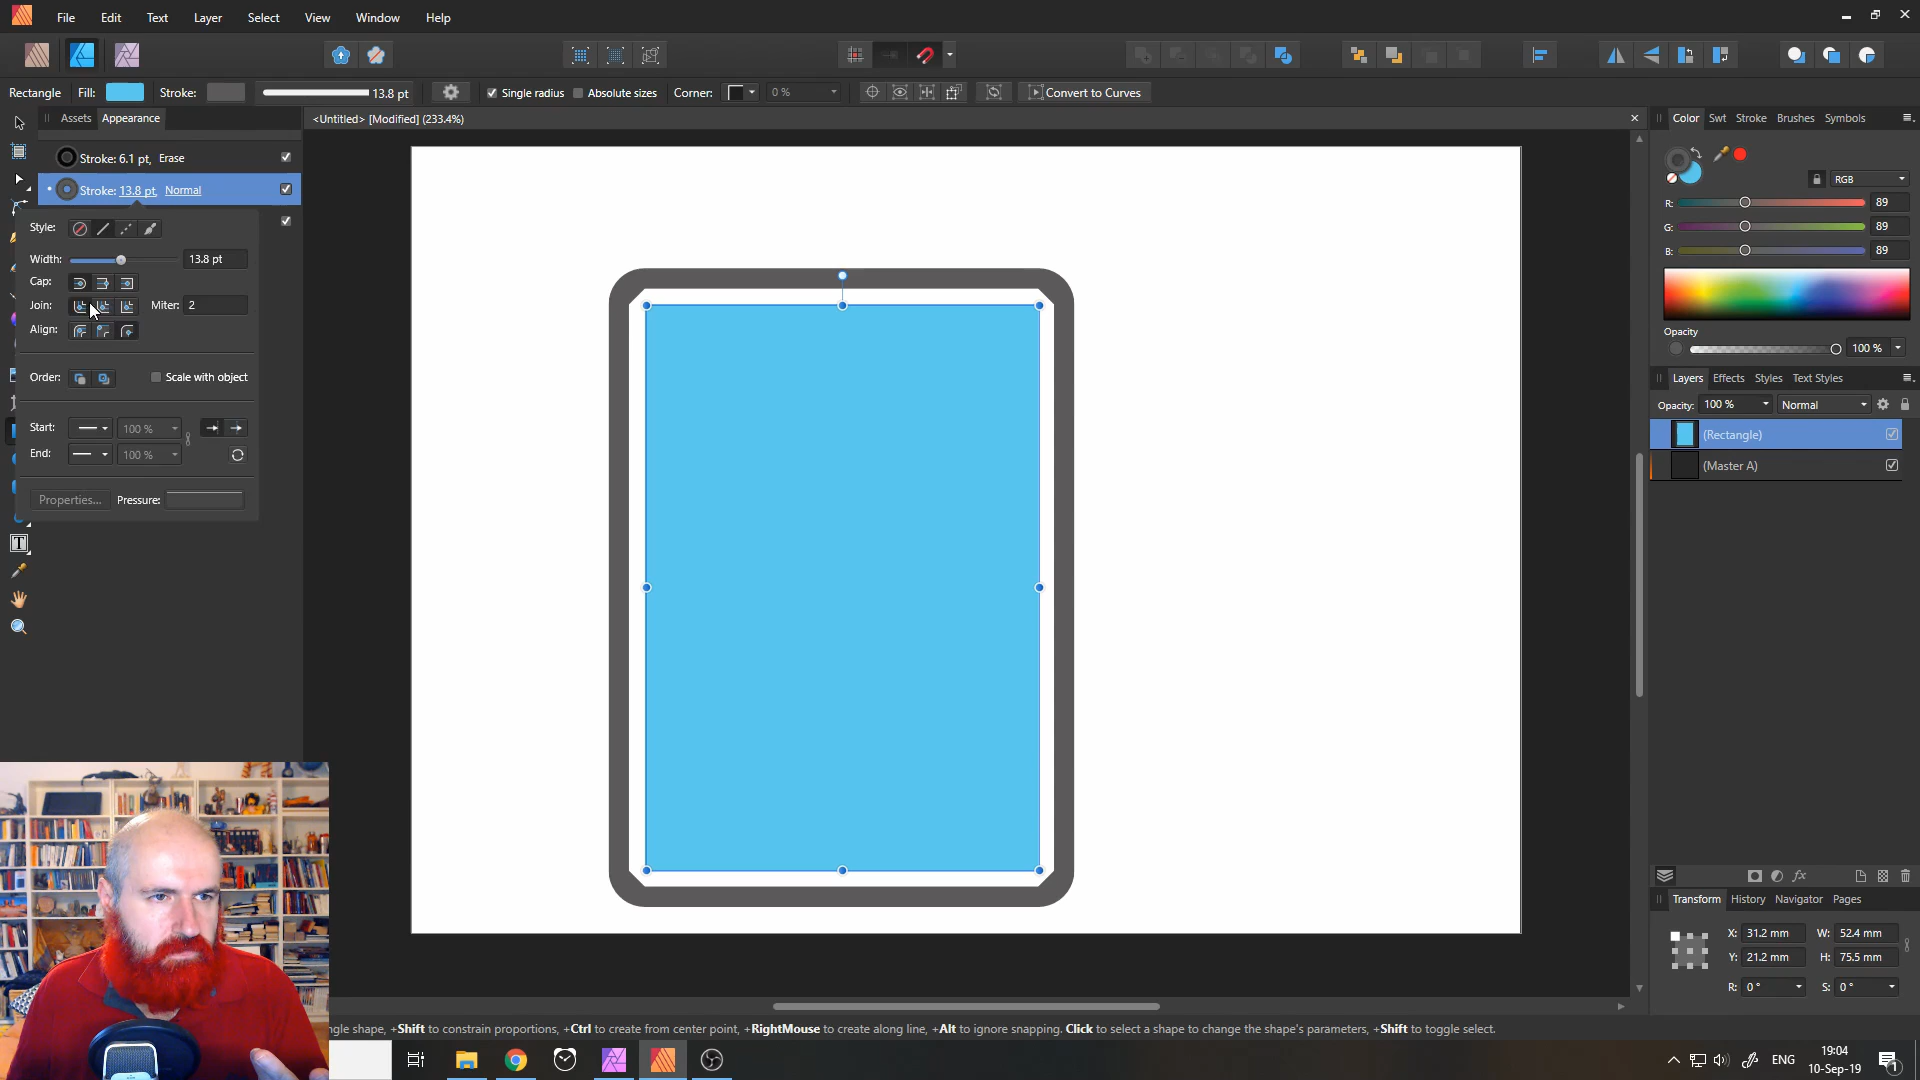 File Edit Text Layer Select View Window Help
Rectangle Fill: Stroke: 13.8 pt Single radius Absolute sizes Corner: 0 % Convert to Curves
Assets Appearance
<Untitled> [Modified] (233.4%)
Stroke: 6.1 pt, Erase
Stroke: 13.8 pt, Normal
Style:
Width: 13.8 pt
Cap:
Join: Miter: 2
Align:
Order: Scale with object
Start: 100 %
End: 100 %
Properties... Pressure:
T
Color Swt Stroke Brushes Symbols
RGB
R: 89
G: 89
B: 89
Opacity
100 %
Layers Effects Styles Text Styles
Opacity: 100 % Normal
(Rectangle)
(Master A)
fx
Transform History Navigator Pages
X: 31.2 mm W: 52.4 mm
Y: 21.2 mm H: 75.5 mm
R: 0 ° S: 0 °
ngle shape, +Shift to constrain proportions, +Ctrl to create from center point, +RightMouse to create along line, +Alt to ignore snapping. Click to select a shape to change the shape's parameters, +Shift to toggle select.
ENG
19:04
10-Sep-19
1